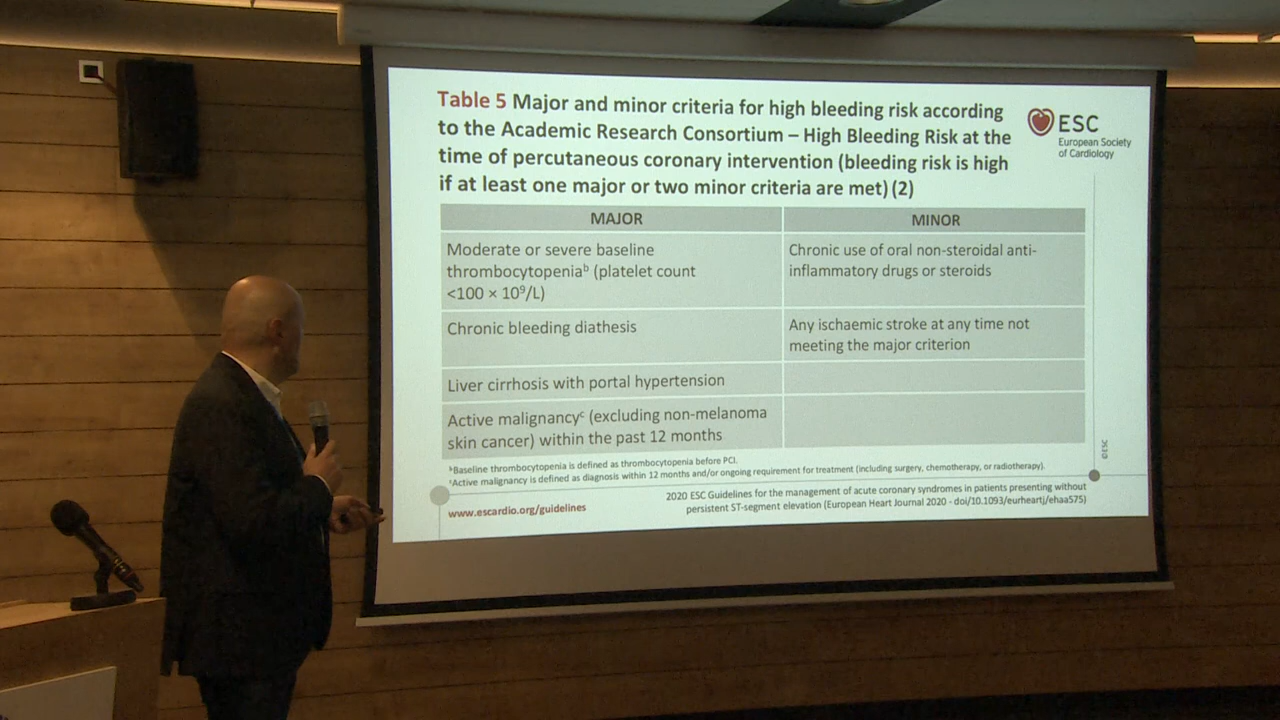 Table 5 Major and minor criteria for high bleeding risk according
to the Academic Research Consortium – High Bleeding Risk at the
time of percutaneous coronary intervention (bleeding risk is high
if at least one major or two minor criteria are met) (2)
ESC
European Society
of Cardiology
MAJOR
MINOR
Moderate or severe baseline
thrombocytopeniaᵇ (platelet count
<100 × 10⁹/L)
Chronic use of oral non-steroidal anti-
inflammatory drugs or steroids
Chronic bleeding diathesis
Any ischaemic stroke at any time not
meeting the major criterion
Liver cirrhosis with portal hypertension
Active malignancyᶜ (excluding non-melanoma
skin cancer) within the past 12 months
ᵇBaseline thrombocytopenia is defined as thrombocytopenia before PCI.
ᶜActive malignancy is defined as diagnosis within 12 months and/or ongoing requirement for treatment (including surgery, chemotherapy, or radiotherapy).
www.escardio.org/guidelines
2020 ESC Guidelines for the management of acute coronary syndromes in patients presenting without
persistent ST-segment elevation (European Heart Journal 2020 - doi/10.1093/eurheartj/ehaa575)